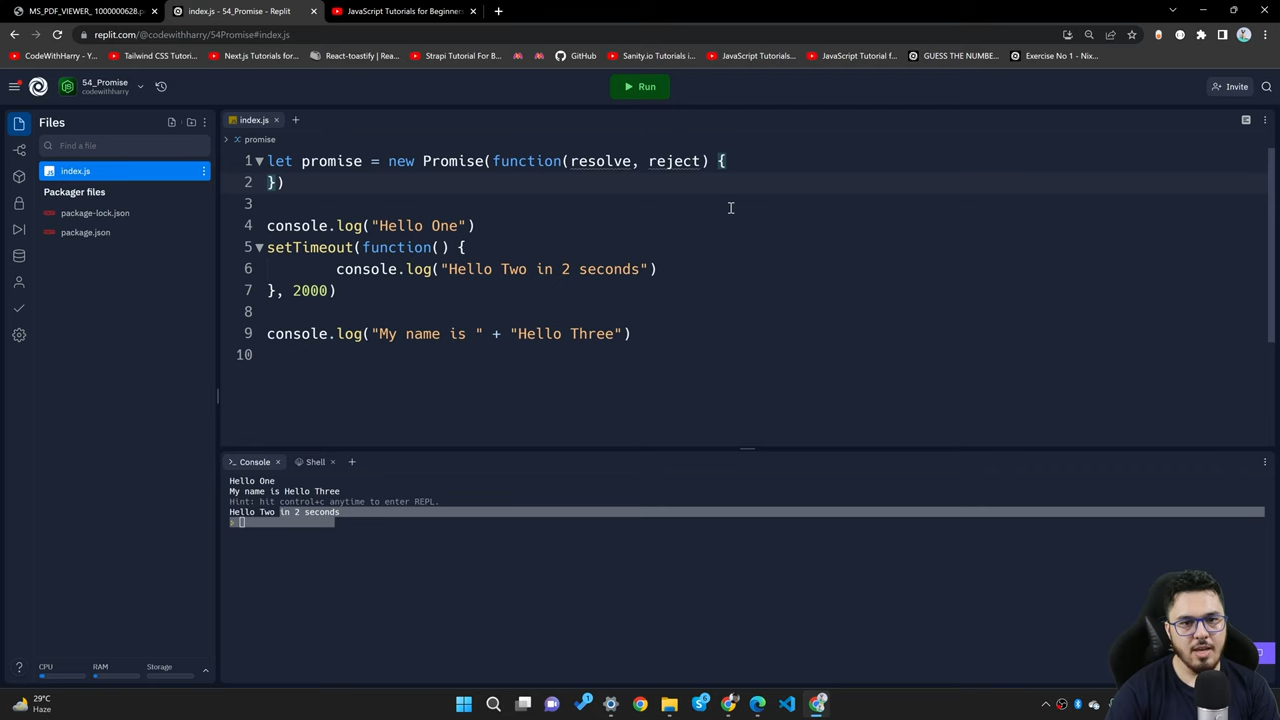 MS_PDF_VIEWER_1000000628.p
index.js - 54_Promise - Replit
JavaScript Tutorials for Beginners
replit.com/@codewithharry/54Promise#index.js
CodeWithHarry
Tailwind CSS Tutori...
Next.js Tutorials for...
React-toastify | Rea...
Strapi Tutorial For B...
GitHub
Sanity.io Tutorials i...
JavaScript Tutorials...
JavaScript Tutorial f...
GUESS THE NUMBE...
Exercise No 1 - Nix...
54_Promise
codewithharry
Run
Invite
Files
index.js
Find a file
promise
index.js
Packager files
package-lock.json
package.json
1 let promise = new Promise(function(resolve, reject) {
2 })
3
4 console.log("Hello One")
5 setTimeout(function() {
6 console.log("Hello Two in 2 seconds")
7 }, 2000)
8
9 console.log("My name is " + "Hello Three")
10
Console
Shell
Hello One
My name is Hello Three
Hint: hit control+c anytime to enter REPL.
Hello Two in 2 seconds
>
CPU
RAM
Storage
29°C
Haze